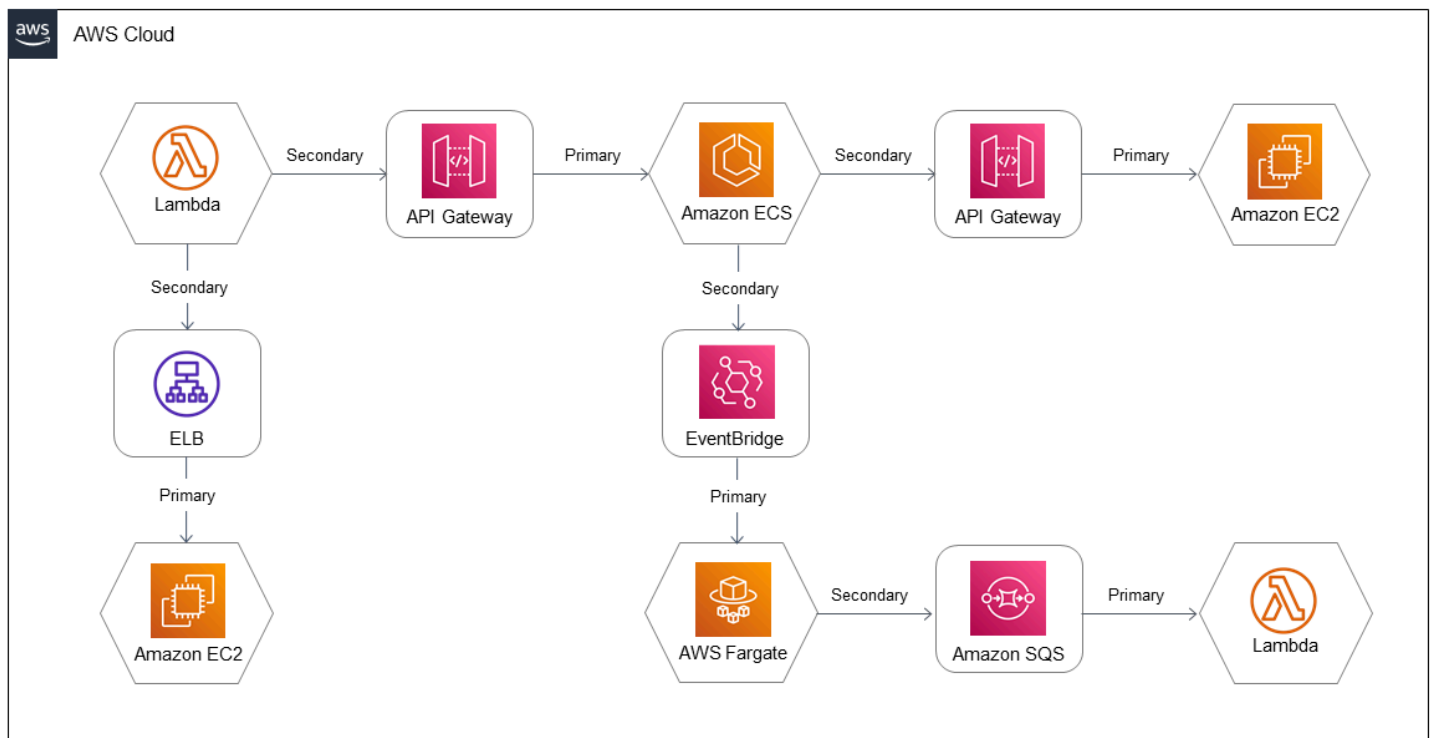 aws
AWS Cloud
Lambda
Secondary
API Gateway
Primary
Amazon ECS
Secondary
API Gateway
Primary
Amazon EC2
Secondary
Secondary
ELB
EventBridge
Primary
Primary
Amazon EC2
AWS Fargate
Secondary
Amazon SQS
Primary
Lambda